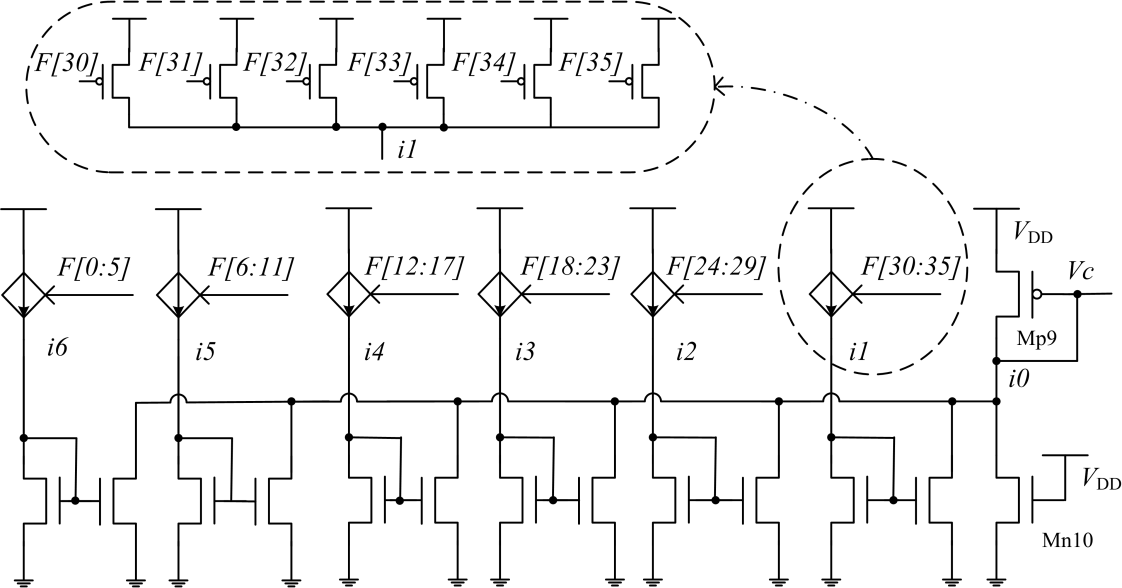 F[30] F[31] F[32] F[33] F[34] F[35]
i1
F[0:5] F[6:11] F[12:17] F[18:23] F[24:29] F[30:35]
VDD
Vc
Mp9
i6 i5 i4 i3 i2 i1 i0
VDD
Mn10